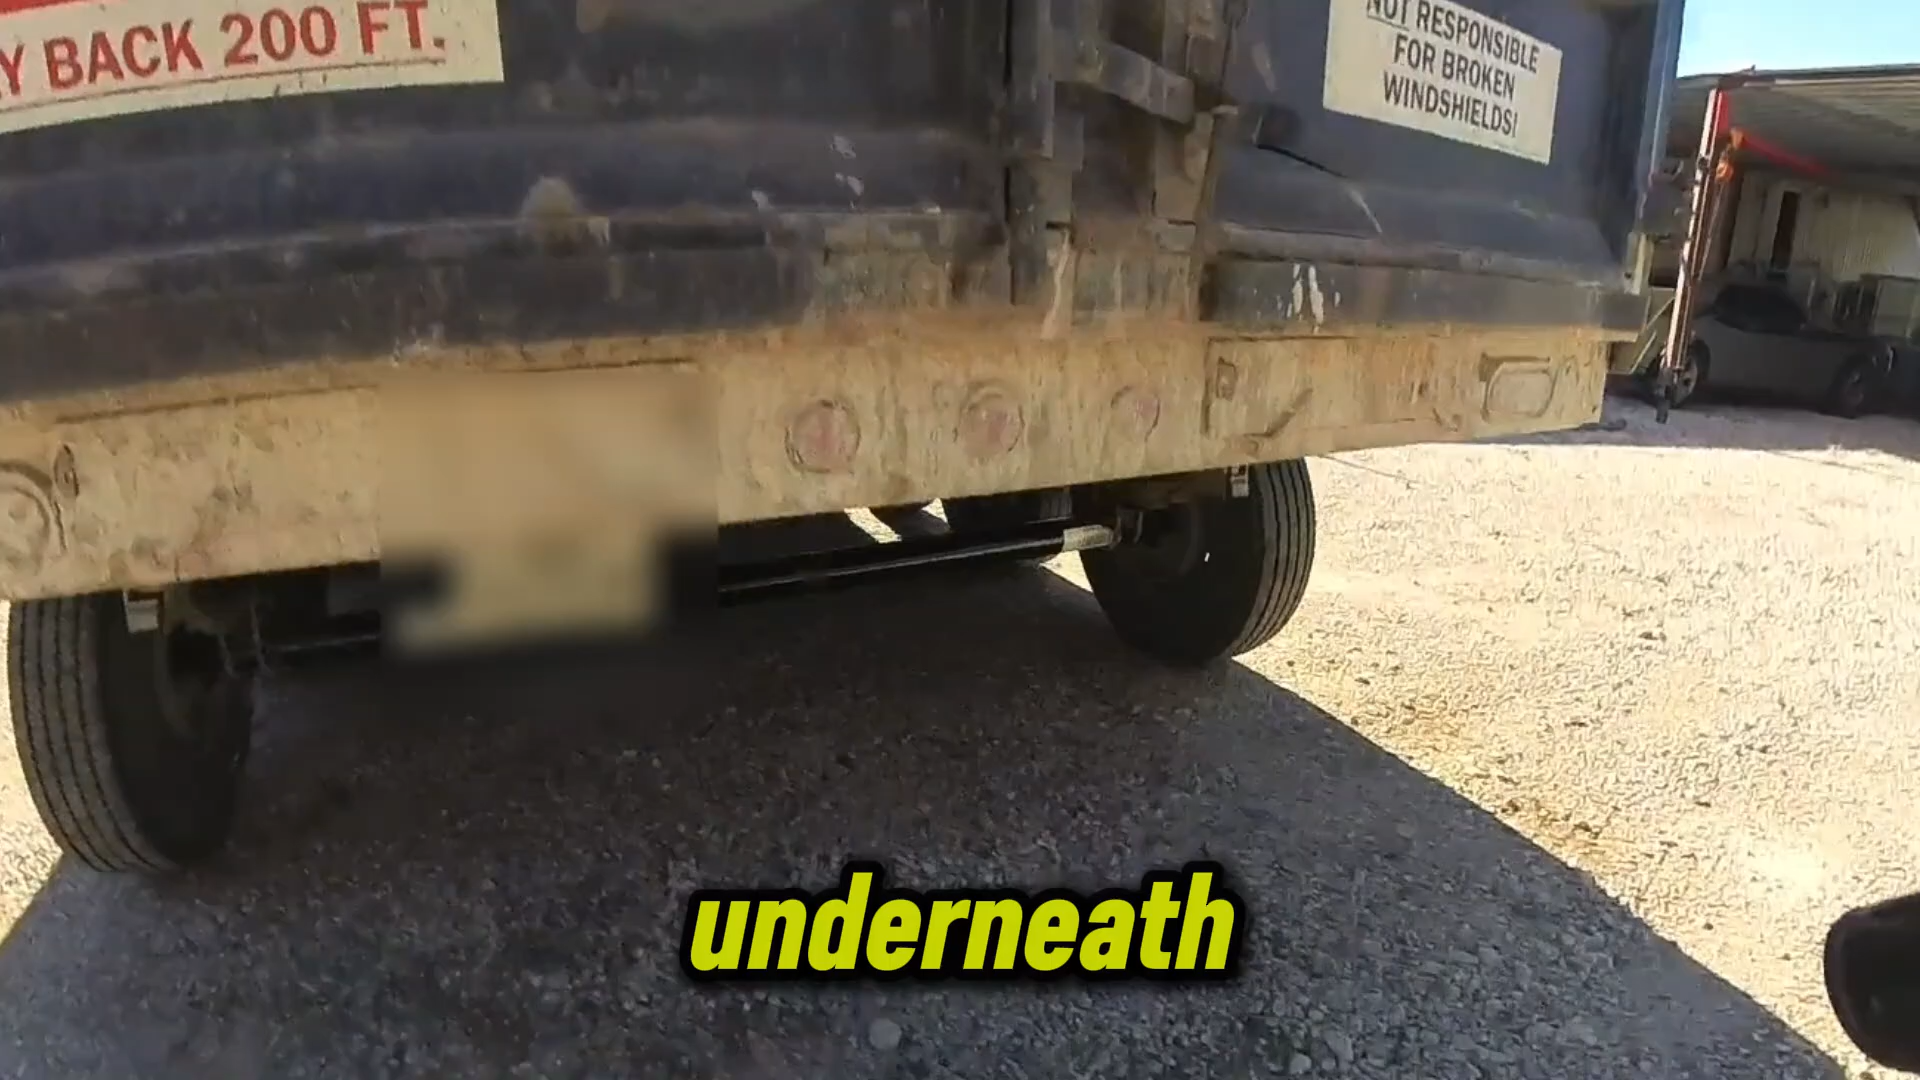 Y BACK 200 FT.
NOT RESPONSIBLE
FOR BROKEN
WINDSHIELDS!
underneath